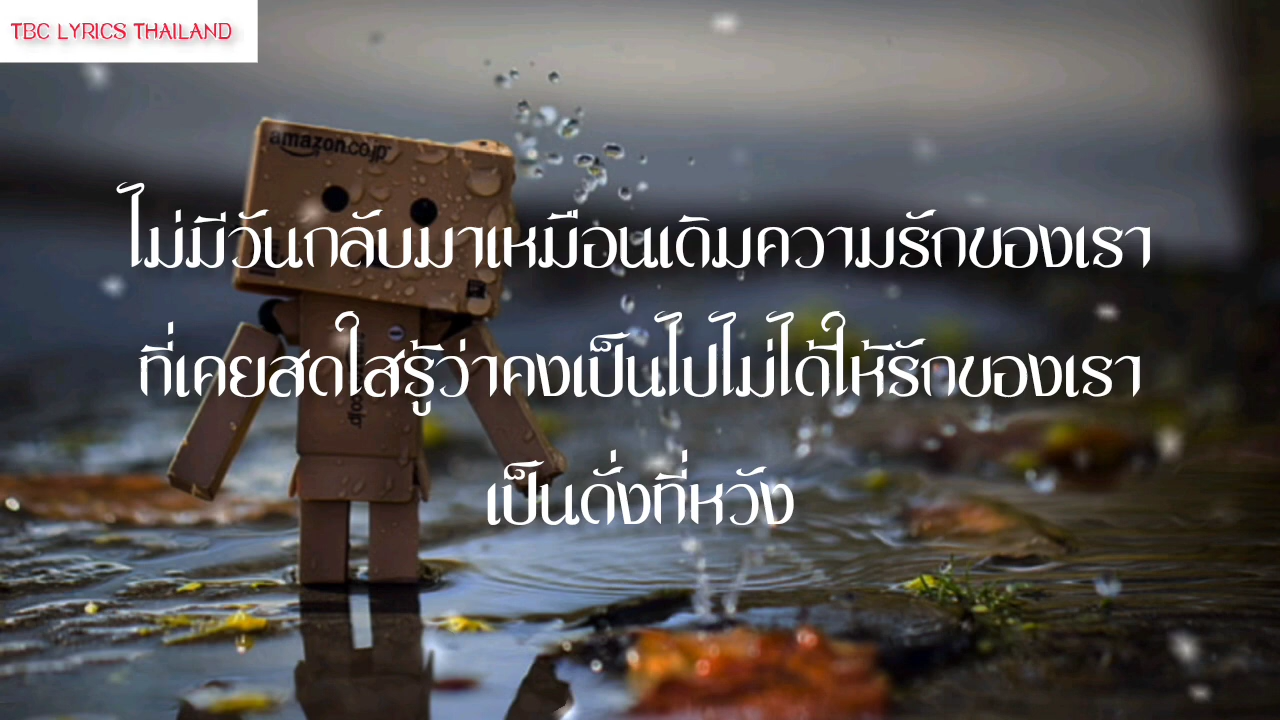 TBC LYRICS THAILAND
amazon.co.jp
ไม่มีวันกลับมาเหมือนเดิมความรักของเรา
ที่เคยสดใสรู้ว่าคงเป็นไปไม่ได้ให้รักของเรา
เป็นดั่งที่หวัง